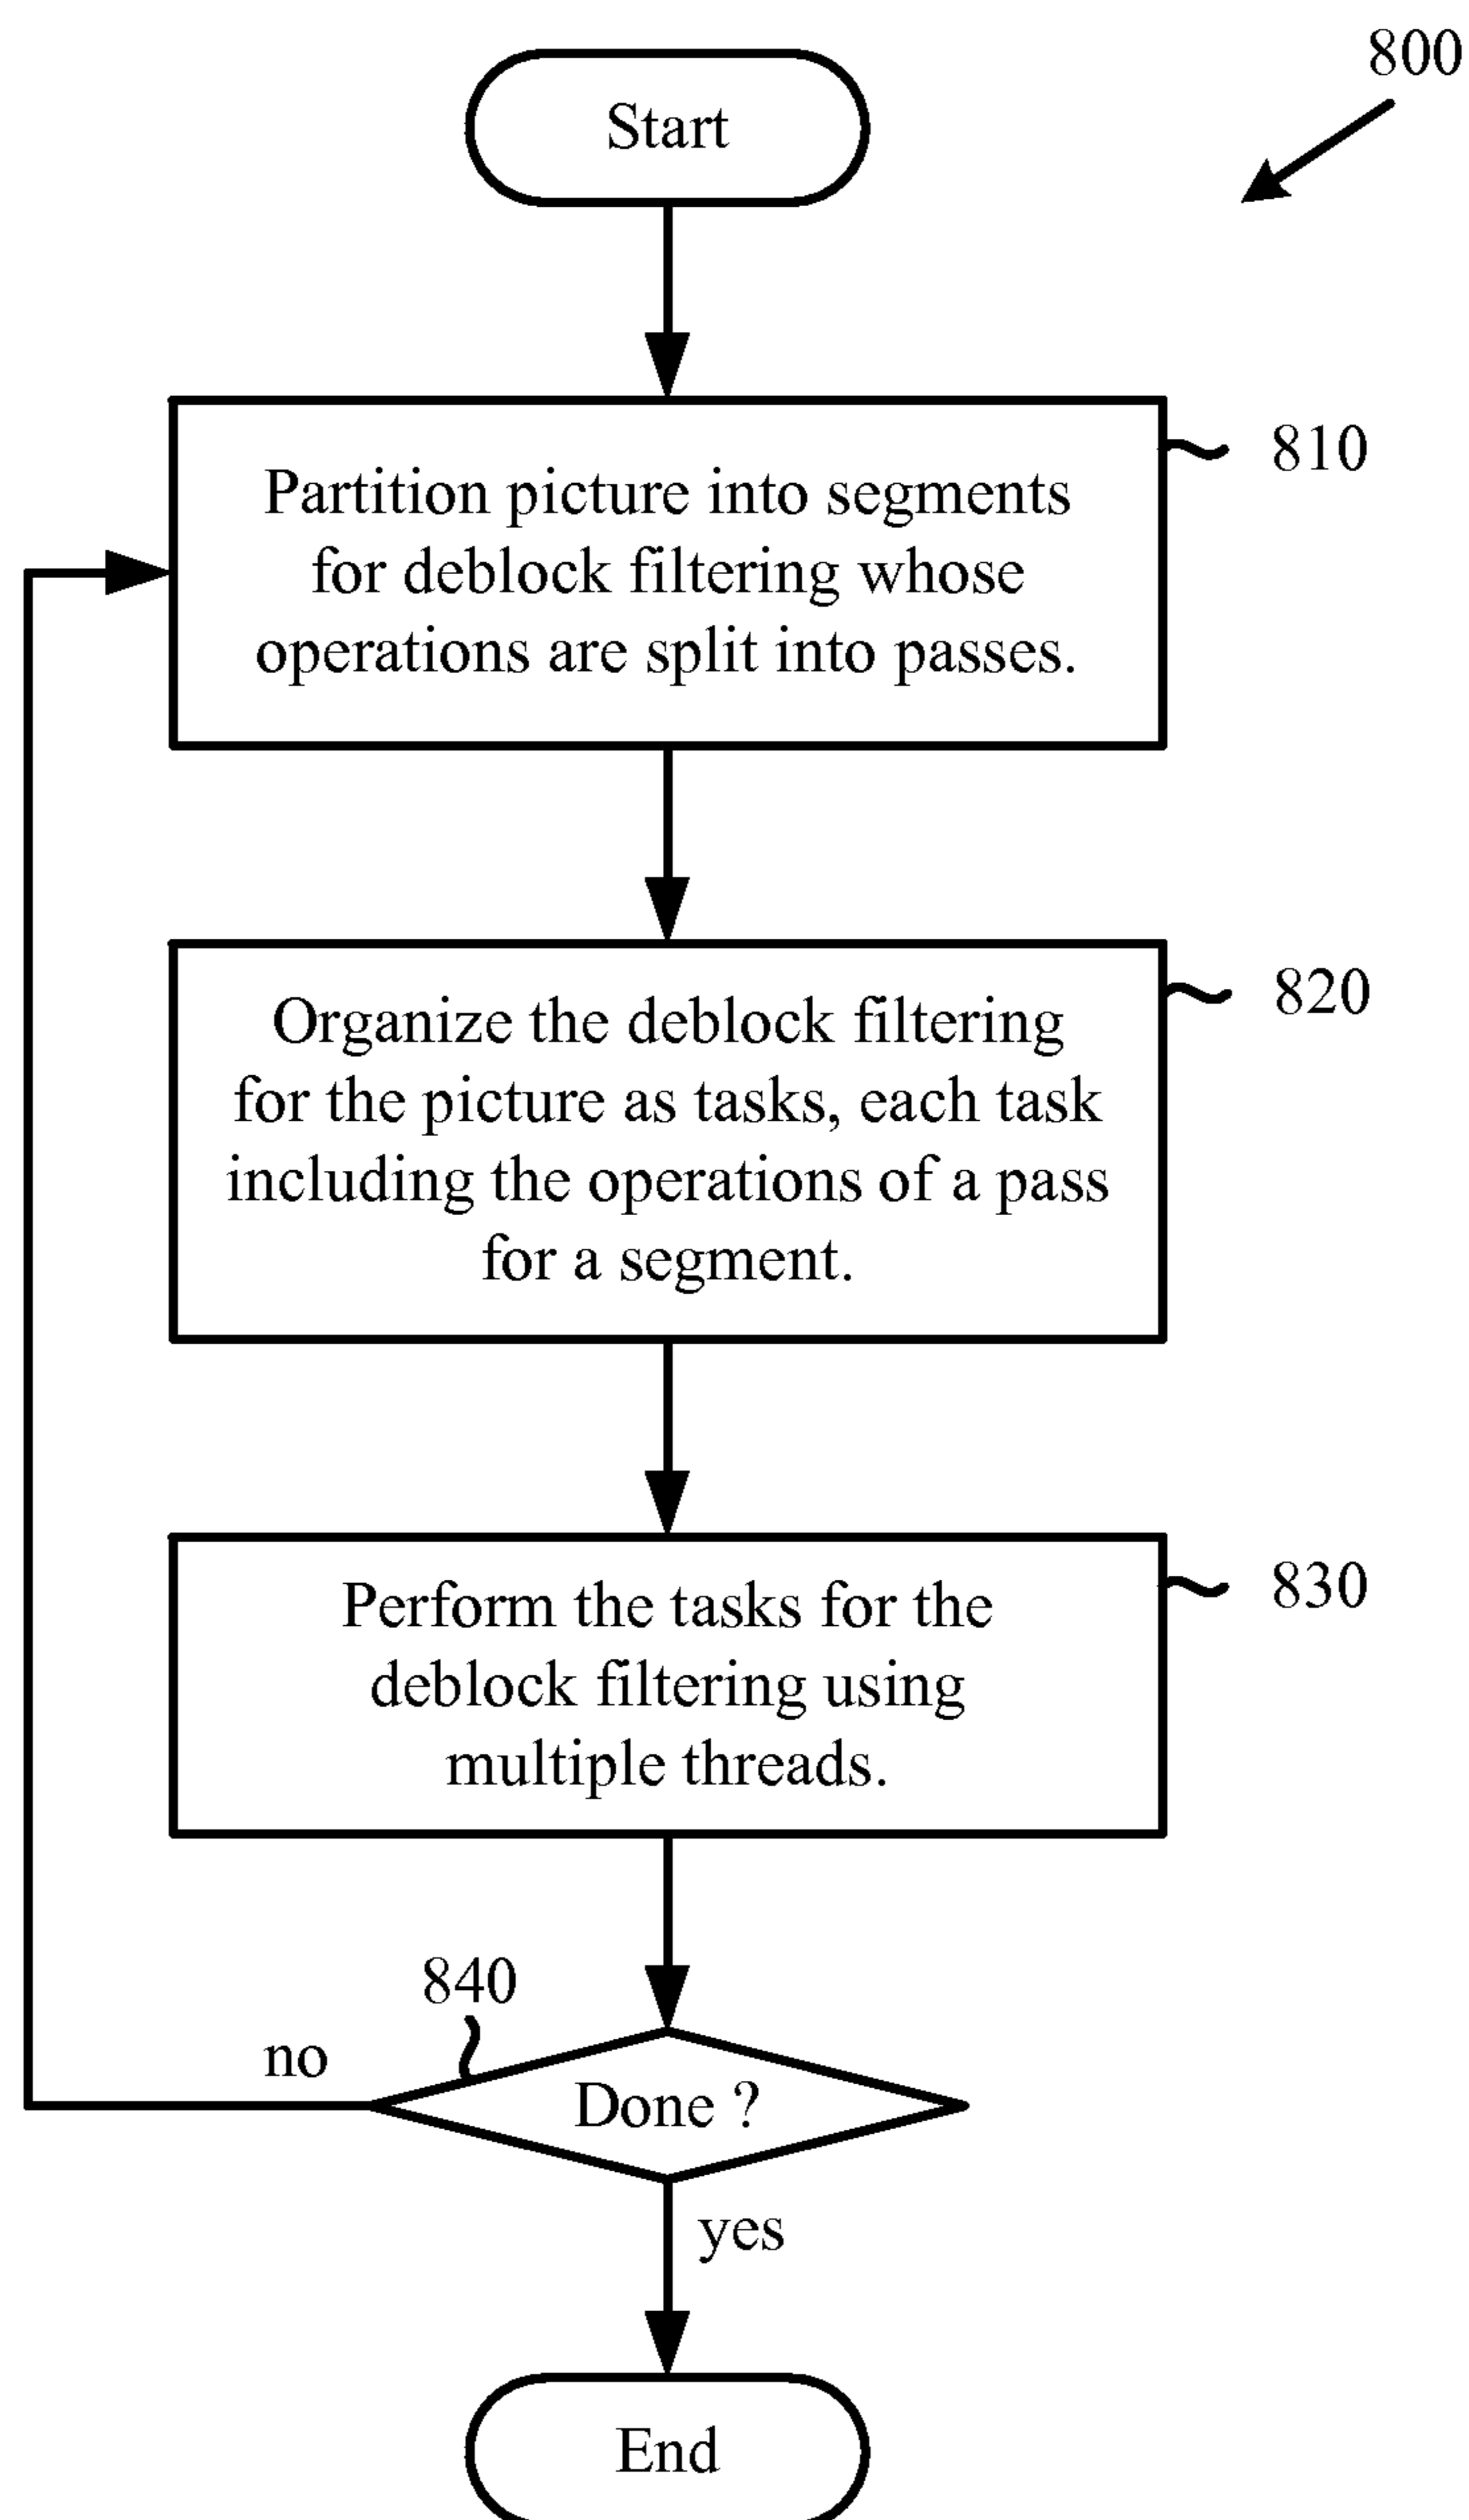 800
Start
810
Partition picture into segments
for deblock filtering whose
operations are split into passes.
820
Organize the deblock filtering
for the picture as tasks, each task
including the operations of a pass
for a segment.
830
Perform the tasks for the
deblock filtering using
multiple threads.
840
no
Done ?
yes
End